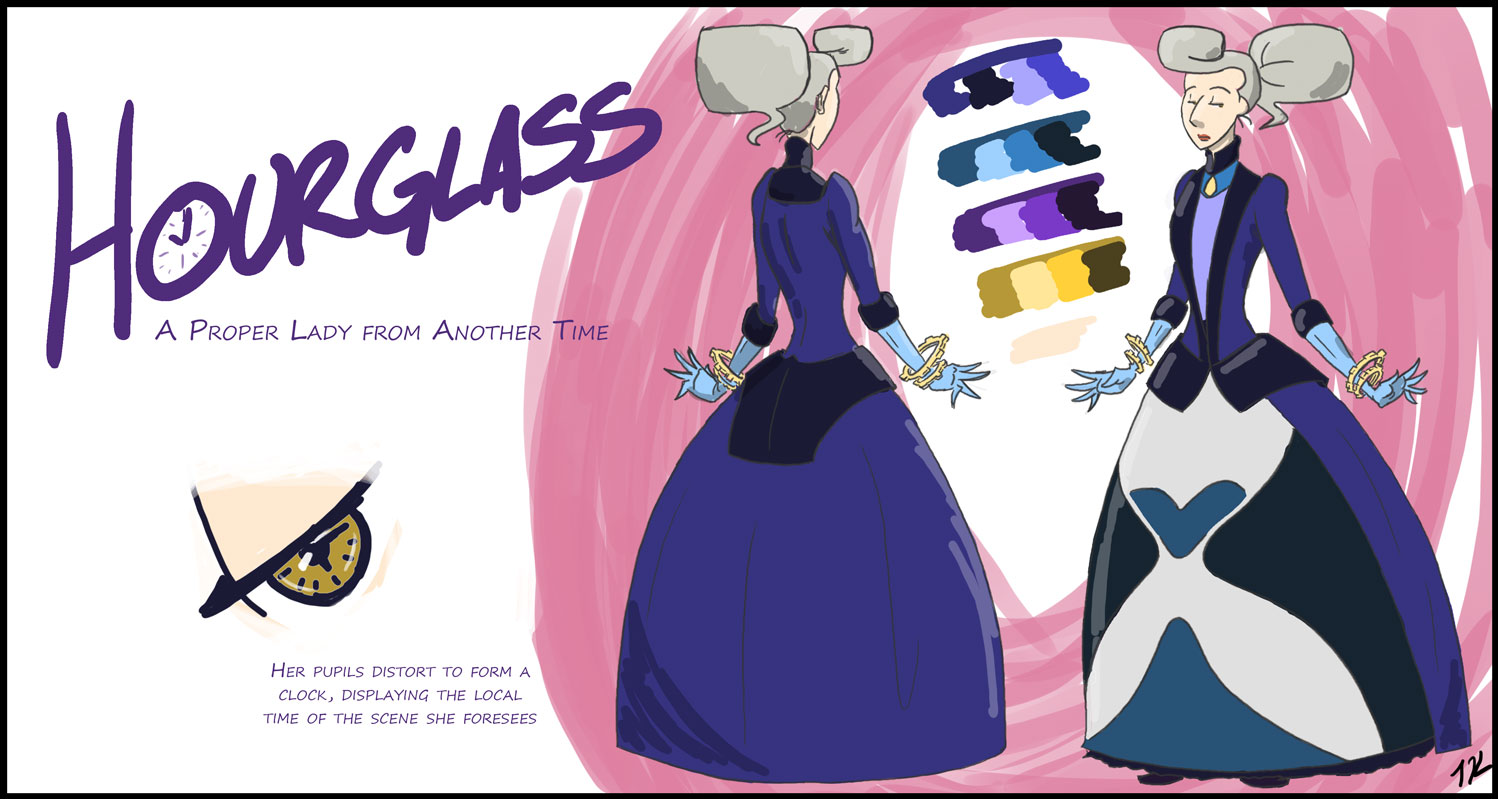 HOURGLASS
A PROPER LADY FROM ANOTHER TIME
HER PUPILS DISTORT TO FORM A
CLOCK, DISPLAYING THE LOCAL
TIME OF THE SCENE SHE FORESEES
TK